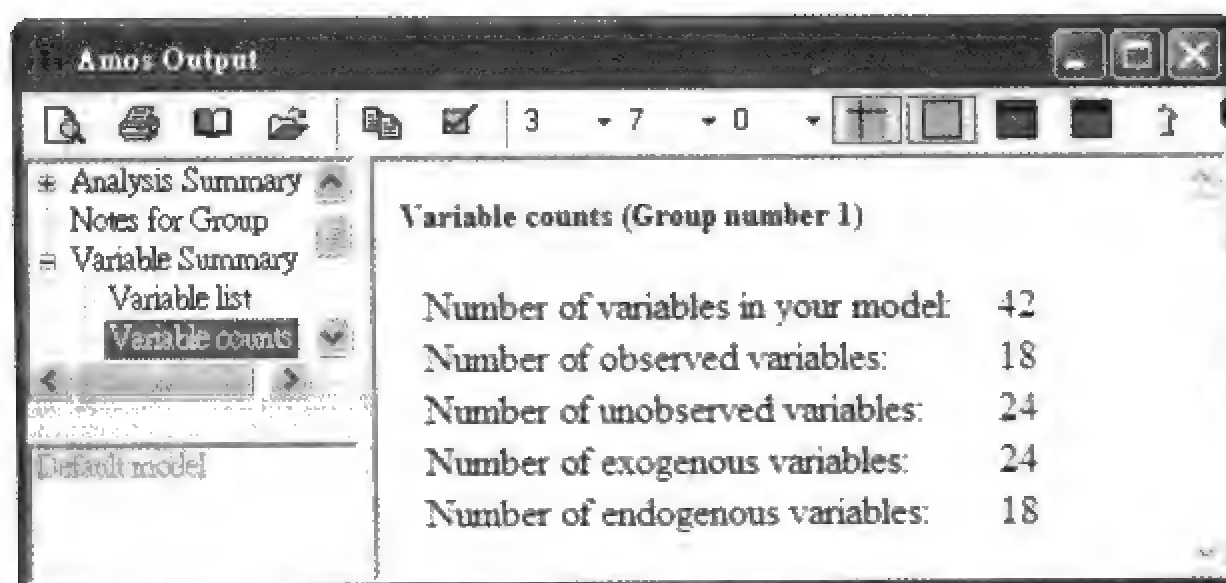 Amos Output
3 7 0
Analysis Summary
Notes for Group
Variable Summary
Variable list
Variable counts
Default model
Variable counts (Group number 1)
Number of variables in your model: 42
Number of observed variables: 18
Number of unobserved variables: 24
Number of exogenous variables: 24
Number of endogenous variables: 18